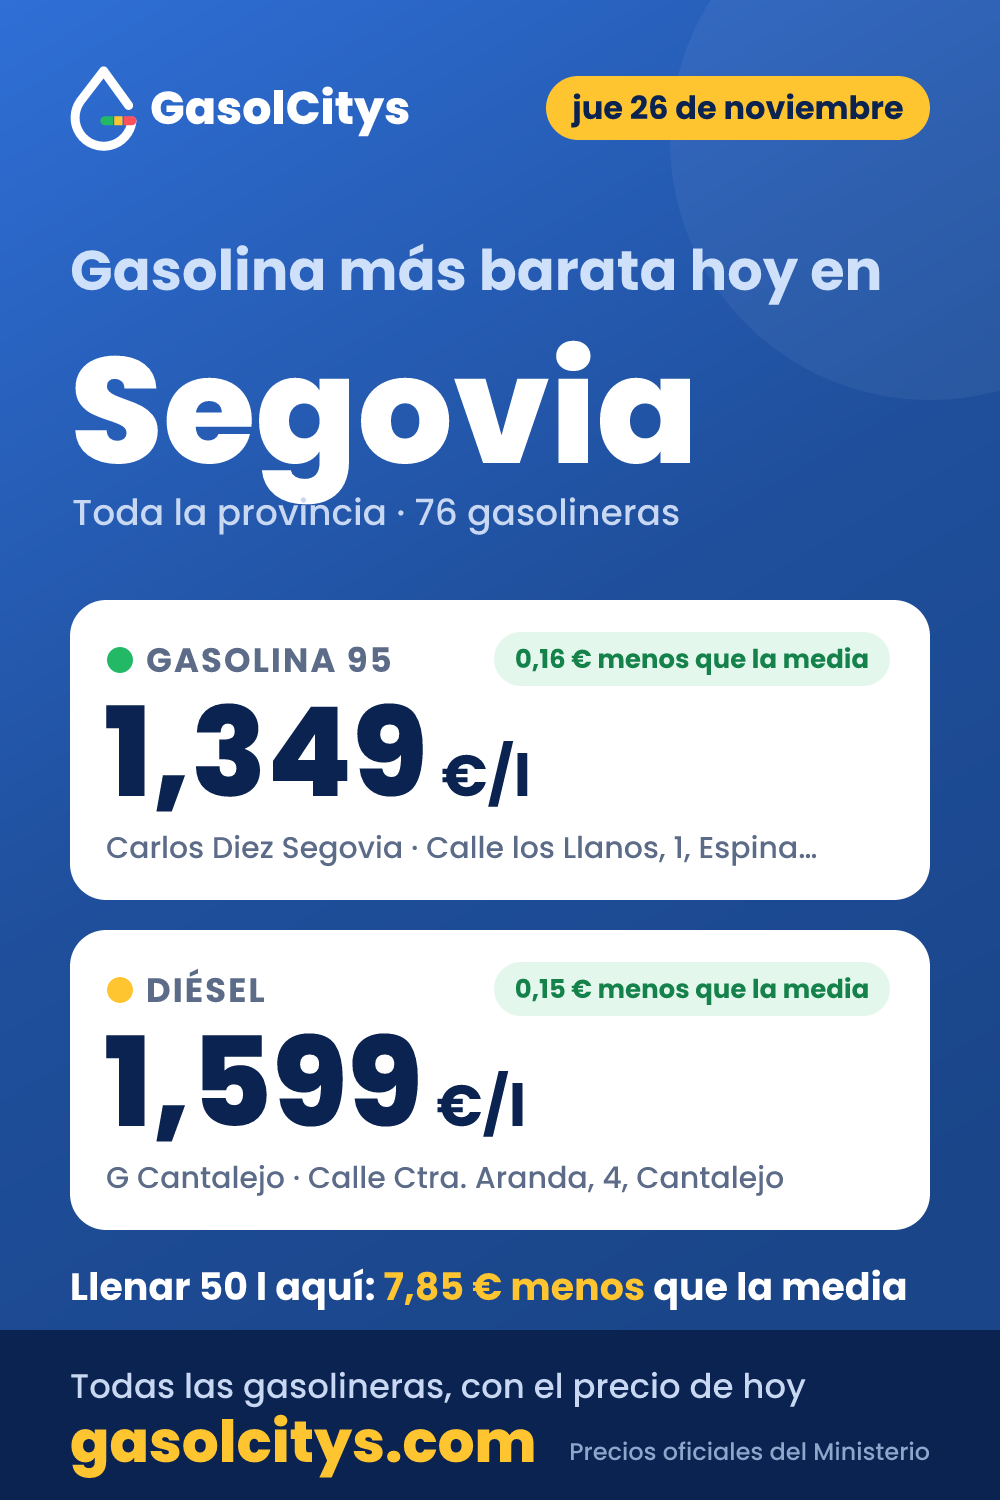 GasolCitys
jue 26 de noviembre
Gasolina más barata hoy en
Segovia
Toda la provincia · 76 gasolineras
GASOLINA 95
0,16 € menos que la media
1,349 €/l
Carlos Diez Segovia · Calle los Llanos, 1, Espina...
DIÉSEL
0,15 € menos que la media
1,599 €/l
G Cantalejo · Calle Ctra. Aranda, 4, Cantalejo
Llenar 50 l aquí: 7,85 € menos que la media
Todas las gasolineras, con el precio de hoy
gasolcitys.com
Precios oficiales del Ministerio